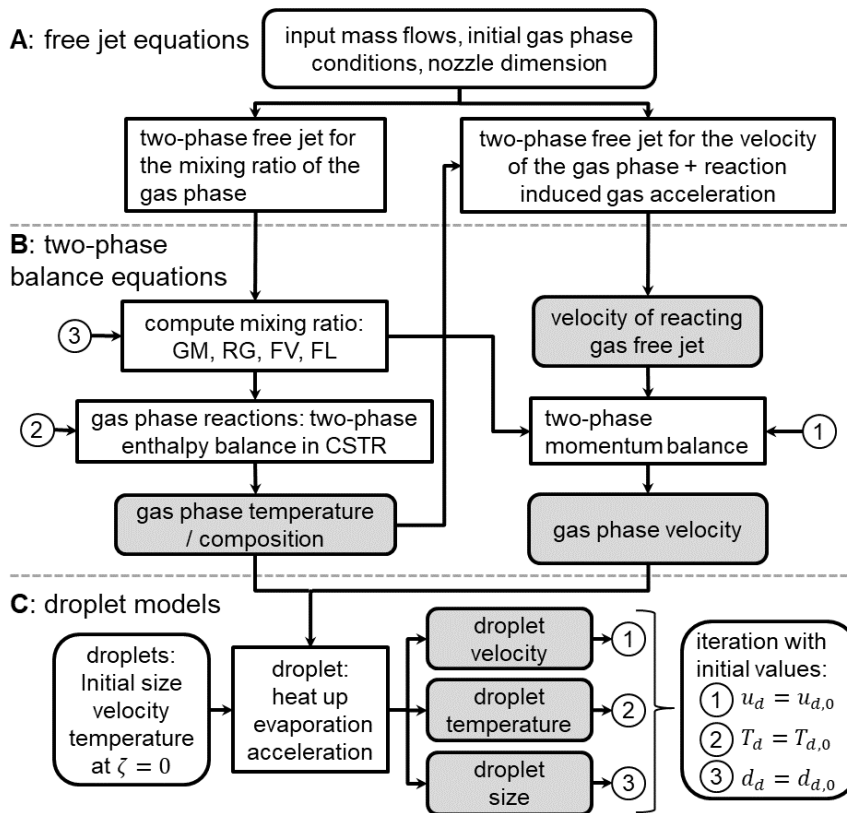 A: free jet equations
input mass flows, initial gas phase
conditions, nozzle dimension
two-phase free jet for
the mixing ratio of the
gas phase
two-phase free jet for the velocity
of the gas phase + reaction
induced gas acceleration
B: two-phase
balance equations
3
compute mixing ratio:
GM, RG, FV, FL
velocity of reacting
gas free jet
2
gas phase reactions: two-phase
enthalpy balance in CSTR
two-phase
momentum balance
1
gas phase temperature
/ composition
gas phase velocity
C: droplet models
droplets:
Initial size
velocity
temperature
at ζ = 0
droplet:
heat up
evaporation
acceleration
droplet
velocity
1
droplet
temperature
2
droplet
size
3
iteration with
initial values:
1 u_d = u_{d,0}
2 T_d = T_{d,0}
3 d_d = d_{d,0}